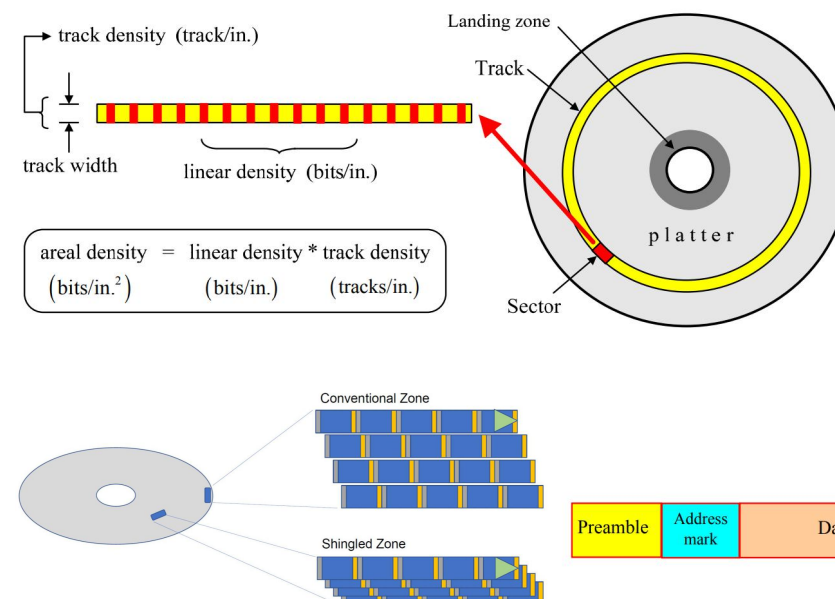 track density (track/in.)
track width
linear density (bits/in.)
areal density = linear density * track density
(bits/in.²) (bits/in.) (tracks/in.)
Landing zone
Track
platter
Sector
Conventional Zone
Shingled Zone
Preamble
Address
mark
Da